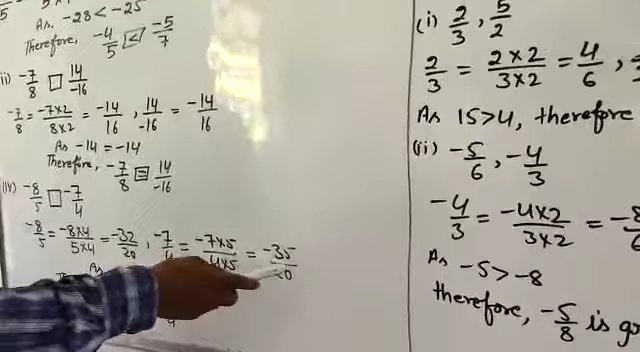 As, -28 < -25
Therefore, -4/5 [<] -5/7
ii) -7/8 □ 14/-16
-7/8 = -7×2/8×2 = -14/16, 14/-16 = -14/16
As -14 = -14
Therefore, -7/8 [=] 14/-16
(iv) -8/5 □ -7/4
-8/5 = -8×4/5×4 = -32/20, -7/4 = -7×5/4×5 = -35/20
As
(i) 2/3, 5/2
2/3 = 2×2/3×2 = 4/6,
As 15>4, therefore
(ii) -5/6, -4/3
-4/3 = -4×2/3×2 = -8/6
As -5 > -8
therefore, -5/8 is